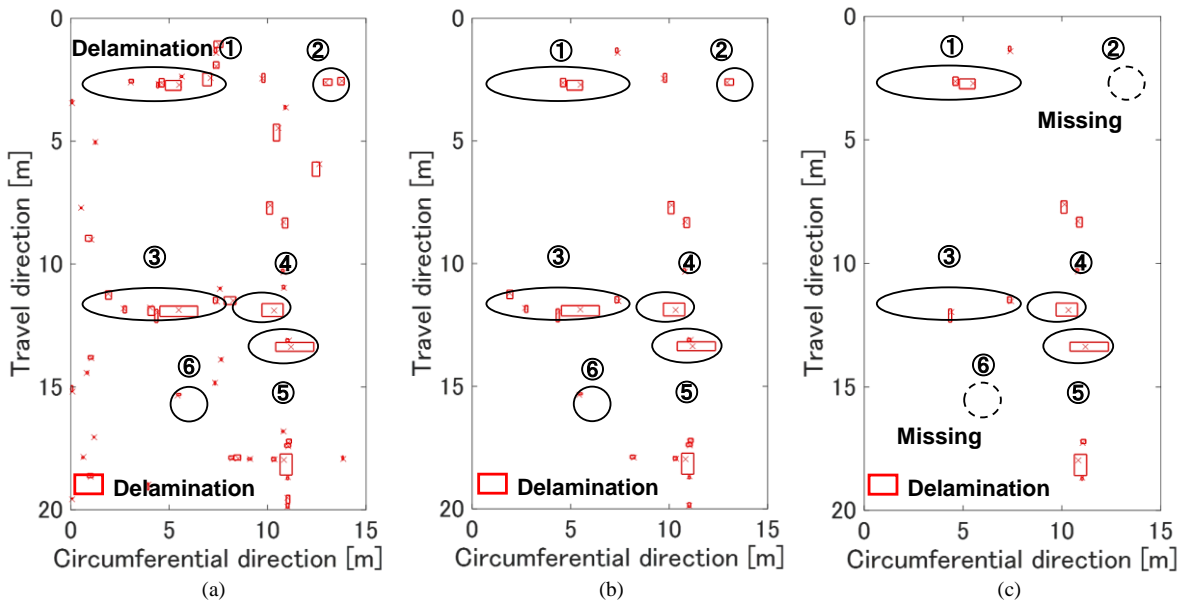 0
5
10
15
20
Travel direction [m]
Delamination ①
②
③
④
⑥
⑤
Delamination
0 5 10 15
Circumferential direction [m]
(a)
0
5
10
15
20
Travel direction [m]
①
②
③
④
⑥
⑤
Delamination
0 5 10 15
Circumferential direction [m]
(b)
0
5
10
15
20
Travel direction [m]
①
②
Missing
③
④
⑥
⑤
Missing
Delamination
0 5 10 15
Circumferential direction [m]
(c)